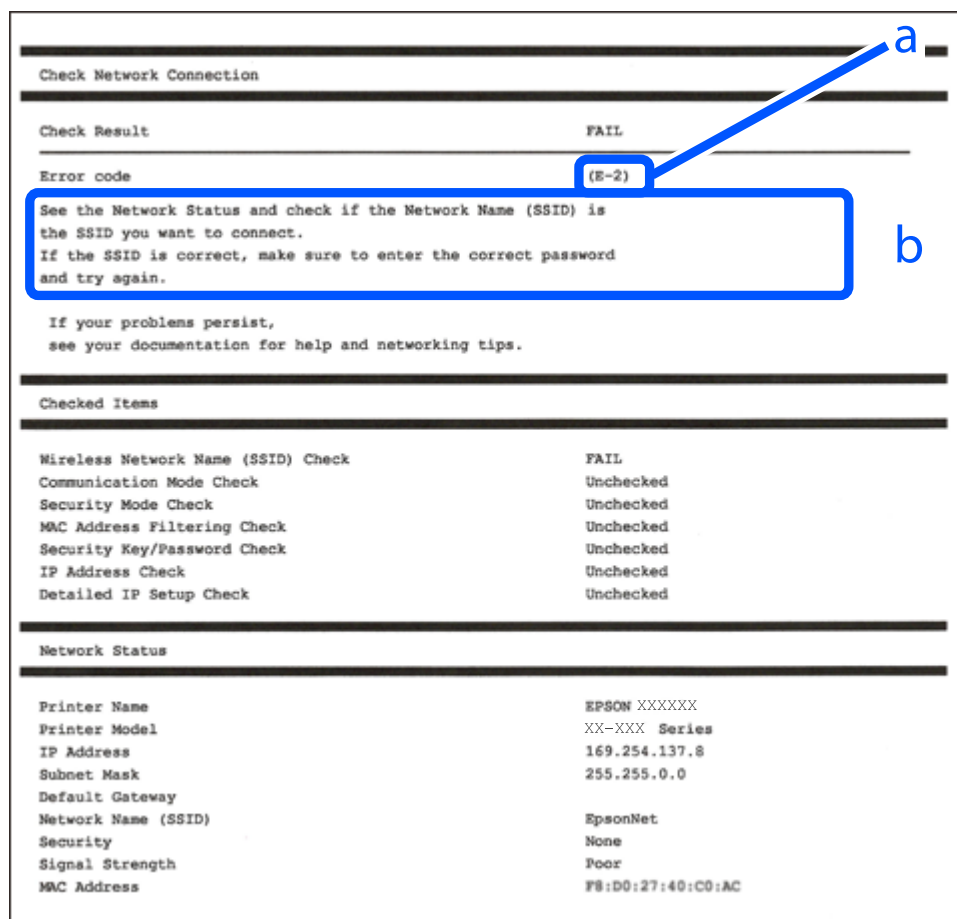 a
Check Network Connection
Check Result FAIL
Error code (E-2)
See the Network Status and check if the Network Name (SSID) is
the SSID you want to connect.
If the SSID is correct, make sure to enter the correct password
and try again.
b
If your problems persist,
see your documentation for help and networking tips.
Checked Items
Wireless Network Name (SSID) Check FAIL
Communication Mode Check Unchecked
Security Mode Check Unchecked
MAC Address Filtering Check Unchecked
Security Key/Password Check Unchecked
IP Address Check Unchecked
Detailed IP Setup Check Unchecked
Network Status
Printer Name EPSON XXXXXX
Printer Model XX-XXX Series
IP Address 169.254.137.8
Subnet Mask 255.255.0.0
Default Gateway
Network Name (SSID) EpsonNet
Security None
Signal Strength Poor
MAC Address F8:D0:27:40:C0:AC